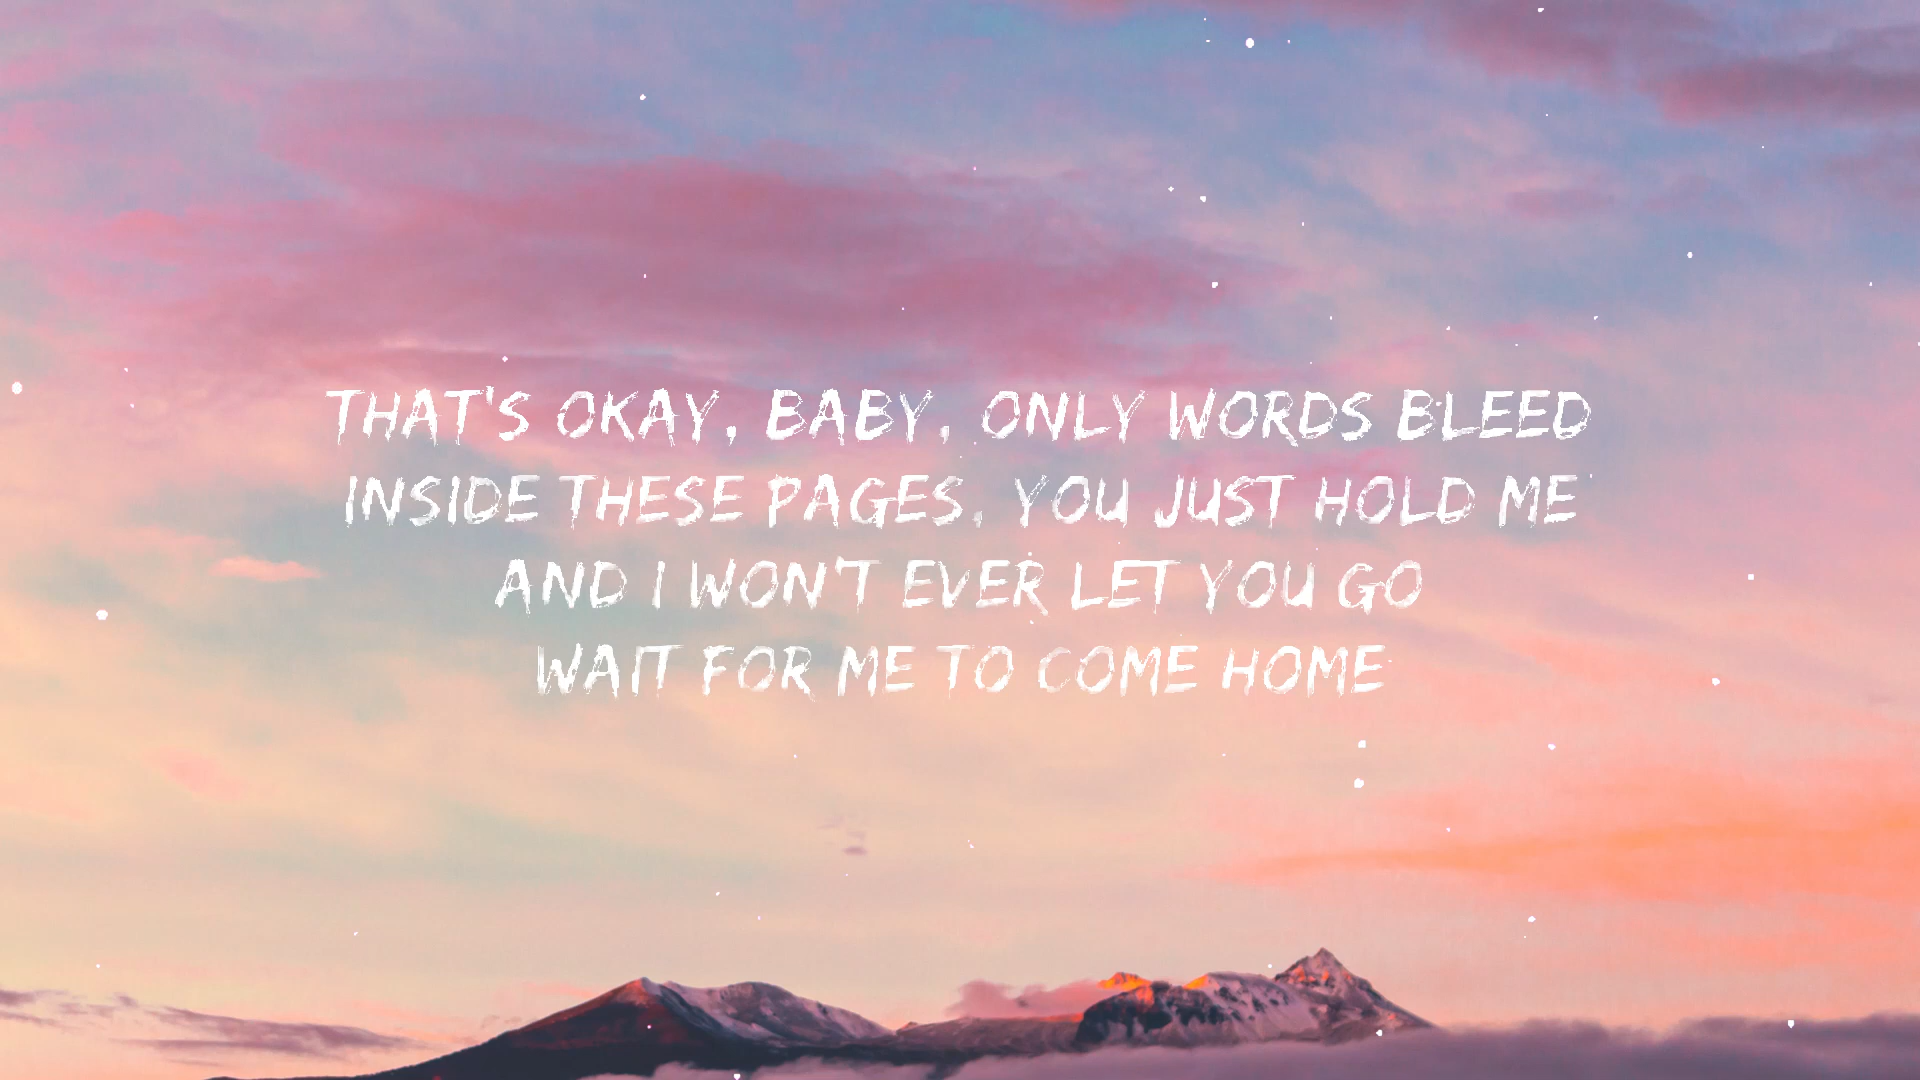 THAT'S OKAY, BABY, ONLY WORDS BLEED
INSIDE THESE PAGES, YOU JUST HOLD ME
AND I WON'T EVER LET YOU GO
WAIT FOR ME TO COME HOME